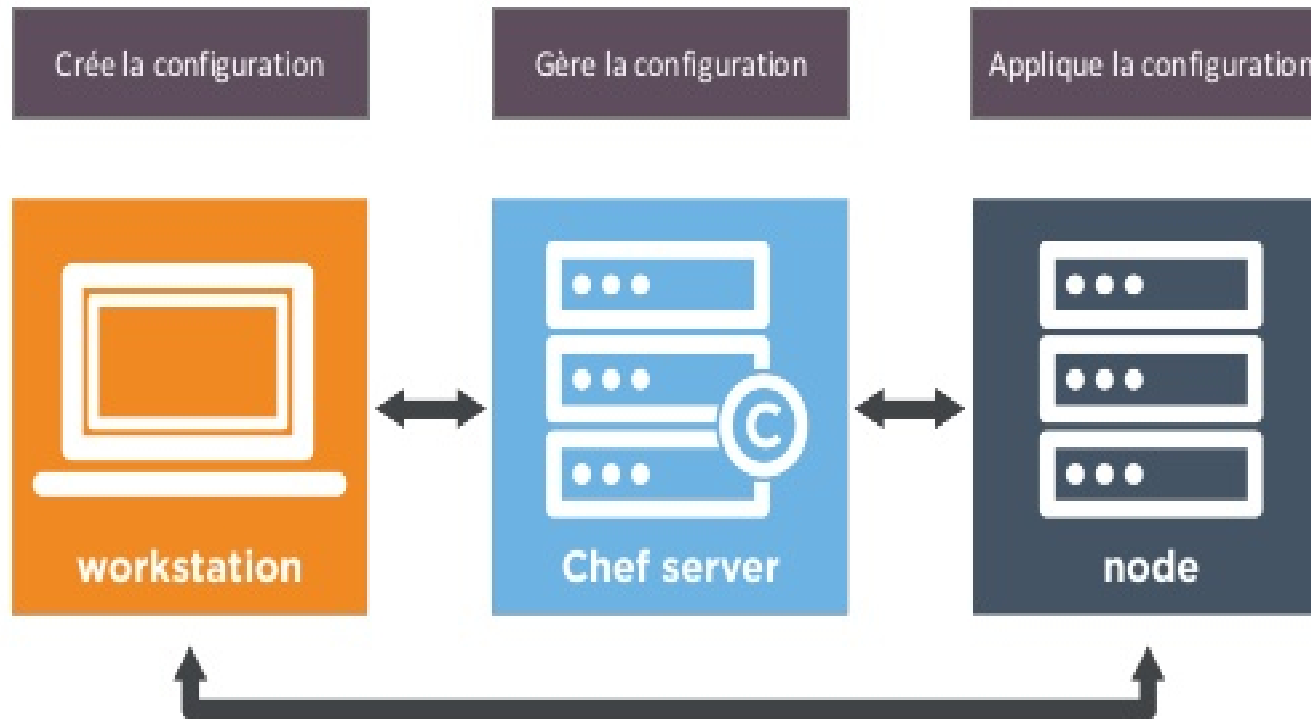 Crée la configuration
Gère la configuration
Applique la configuration
C
workstation
Chef server
node